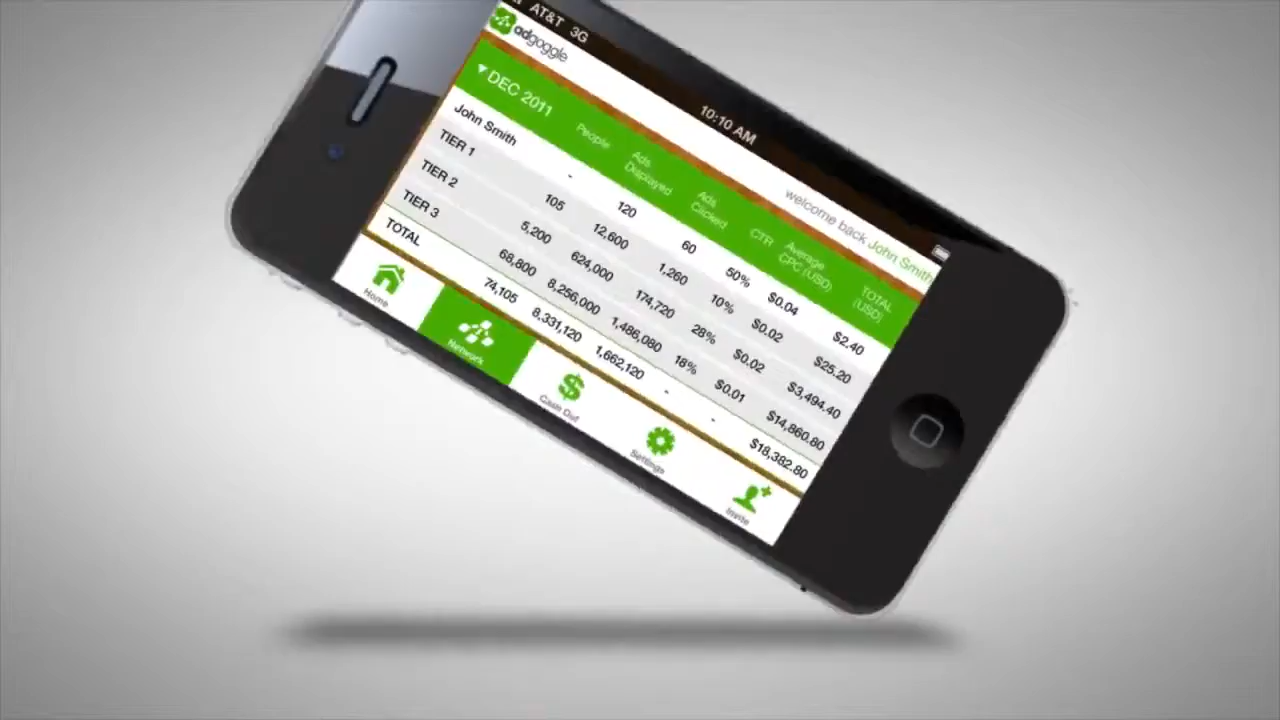 AT&T 3G
10:10 AM
adgoggle
welcome back John Smith
DEC 2011 People Ads Displayed Ads Clicked CTR Average CPC (USD) TOTAL (USD)
John Smith - 120 60 50% $0.04 $2.40
TIER 1 105 12,600 1,260 10% $0.02 $25.20
TIER 2 5,200 624,000 174,720 28% $0.02 $3,494.40
TIER 3 68,800 8,256,000 1,486,080 18% $0.01 $14,860.80
TOTAL 74,105 8,331,120 1,662,120 - - $18,382.80
Home Network Cash Out Settings Invite